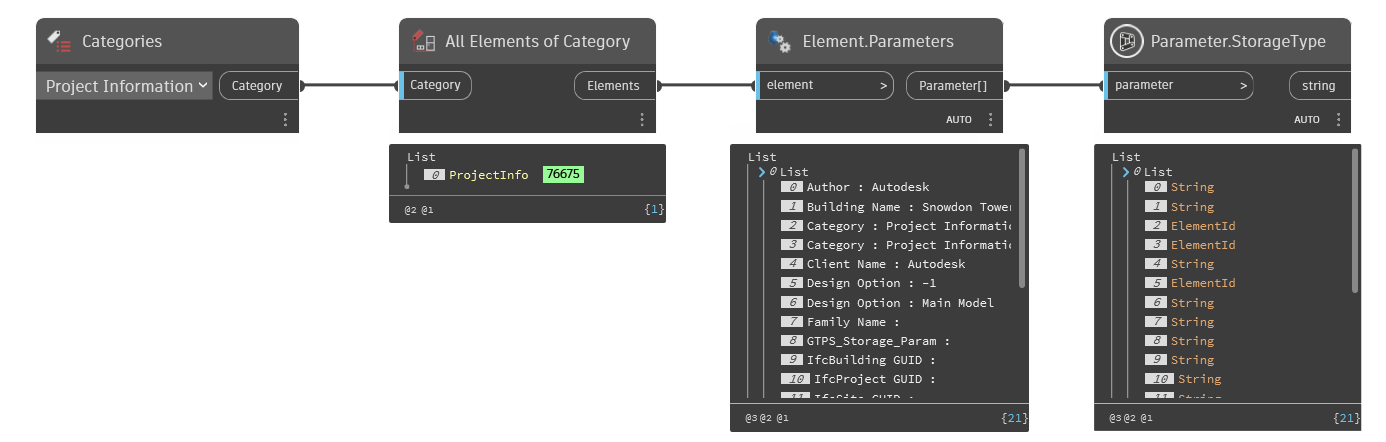 Categories
Project Information
Category
All Elements of Category
Category
Elements
List
0 ProjectInfo 76675
@2 @1
{1}
Element.Parameters
element >
Parameter[]
AUTO
List
0 List
0 Author : Autodesk
1 Building Name : Snowdon Tower
2 Category : Project Informatio
3 Category : Project Informatio
4 Client Name : Autodesk
5 Design Option : -1
6 Design Option : Main Model
7 Family Name :
8 GTPS_Storage_Param :
9 IfcBuilding GUID :
10 IfcProject GUID :
11 IfcSite GUID :
@3 @2 @1
{21}
Parameter.StorageType
parameter >
string
AUTO
List
0 List
0 String
1 String
2 ElementId
3 ElementId
4 String
5 ElementId
6 String
7 String
8 String
9 String
10 String
11 String
@3 @2 @1
{21}